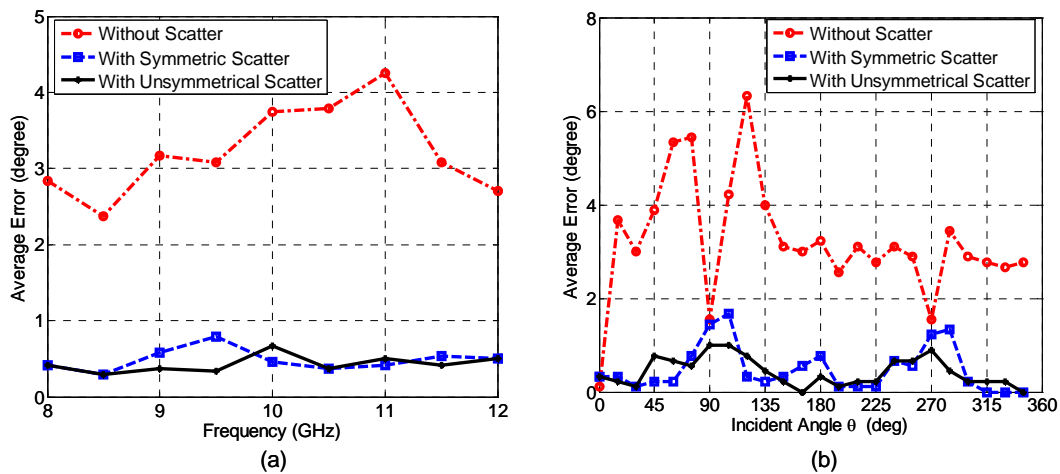 5
4
3
2
1
0
Average Error (degree)
Without Scatter
With Symmetric Scatter
With Unsymmetrical Scatter
8
9
10
11
12
Frequency (GHz)
(a)
8
6
4
2
0
Average Error (degree)
Without Scatter
With Symmetric Scatter
With Unsymmetrical Scatter
0
45
90
135
180
225
270
315
360
Incident Angle θ (deg)
(b)